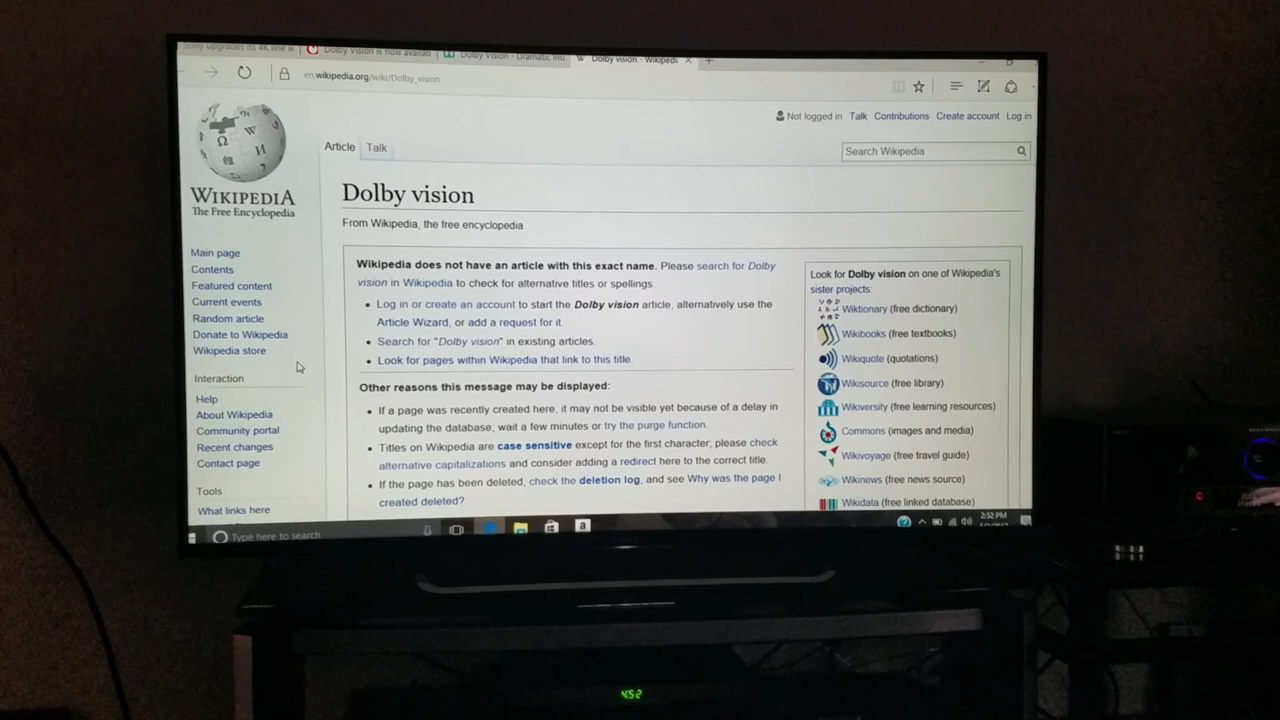 Sony upgrades its 4K line w
Dolby Vision is now availab
Dolby Vision - Dramatic imu
W Dolby vision - Wikipedi
en.wikipedia.org/wiki/Dolby_vision
Not logged in Talk Contributions Create account Log in
Article Talk
Search Wikipedia
WIKIPEDIA
The Free Encyclopedia
Dolby vision
From Wikipedia, the free encyclopedia
Main page
Contents
Featured content
Current events
Random article
Donate to Wikipedia
Wikipedia store
Interaction
Help
About Wikipedia
Community portal
Recent changes
Contact page
Tools
What links here
Wikipedia does not have an article with this exact name. Please search for Dolby
vision in Wikipedia to check for alternative titles or spellings.
Log in or create an account to start the Dolby vision article, alternatively use the
Article Wizard, or add a request for it.
Search for "Dolby vision" in existing articles.
Look for pages within Wikipedia that link to this title.
Other reasons this message may be displayed:
If a page was recently created here, it may not be visible yet because of a delay in
updating the database; wait a few minutes or try the purge function.
Titles on Wikipedia are case sensitive except for the first character; please check
alternative capitalizations and consider adding a redirect here to the correct title.
If the page has been deleted, check the deletion log, and see Why was the page I
created deleted?.
Look for Dolby vision on one of Wikipedia's
sister projects:
Wiktionary (free dictionary)
Wikibooks (free textbooks)
Wikiquote (quotations)
Wikisource (free library)
Wikiversity (free learning resources)
Commons (images and media)
Wikivoyage (free travel guide)
Wikinews (free news source)
Wikidata (free linked database)
Type here to search
a
2:52 PM
4:52